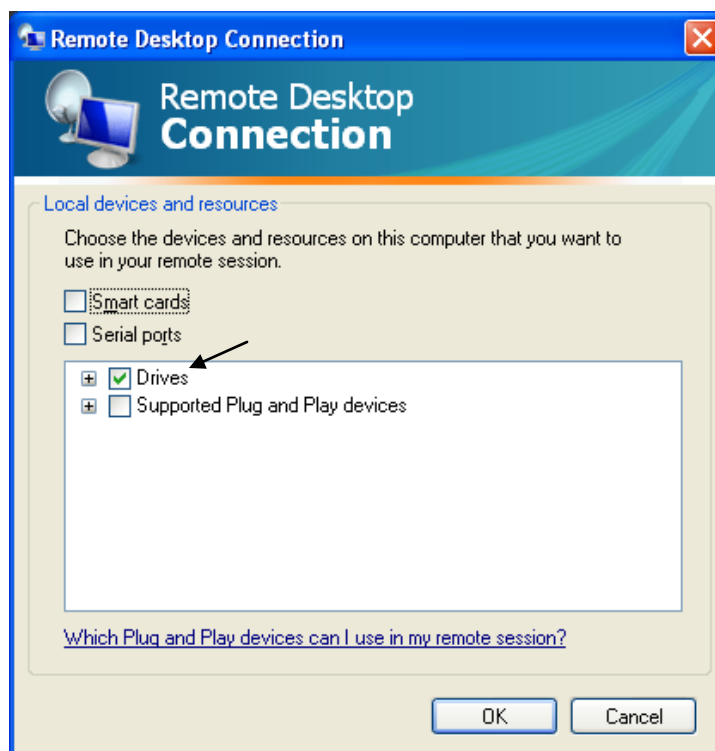 Remote Desktop Connection
Remote Desktop
Connection
Local devices and resources
Choose the devices and resources on this computer that you want to
use in your remote session.
Smart cards
Serial ports
Drives
Supported Plug and Play devices
Which Plug and Play devices can I use in my remote session?
OK Cancel